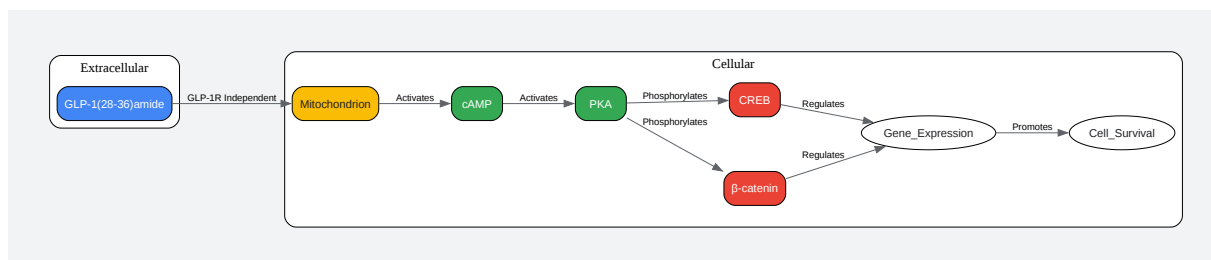 Extracellular
GLP-1(28-36)amide
GLP-1R Independent
Cellular
Mitochondrion
Activates
cAMP
Activates
PKA
Phosphorylates
CREB
Phosphorylates
β-catenin
Regulates
Regulates
Gene_Expression
Promotes
Cell_Survival